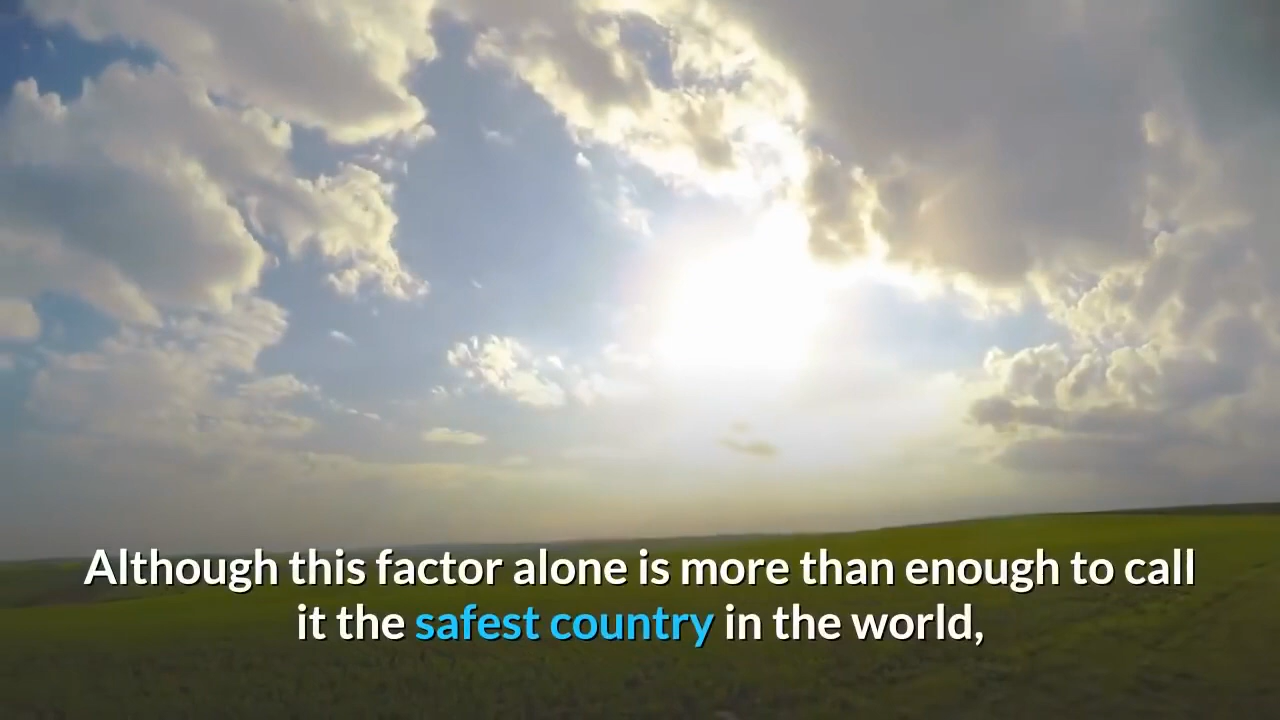 Although this factor alone is more than enough to call
it the safest country in the world,